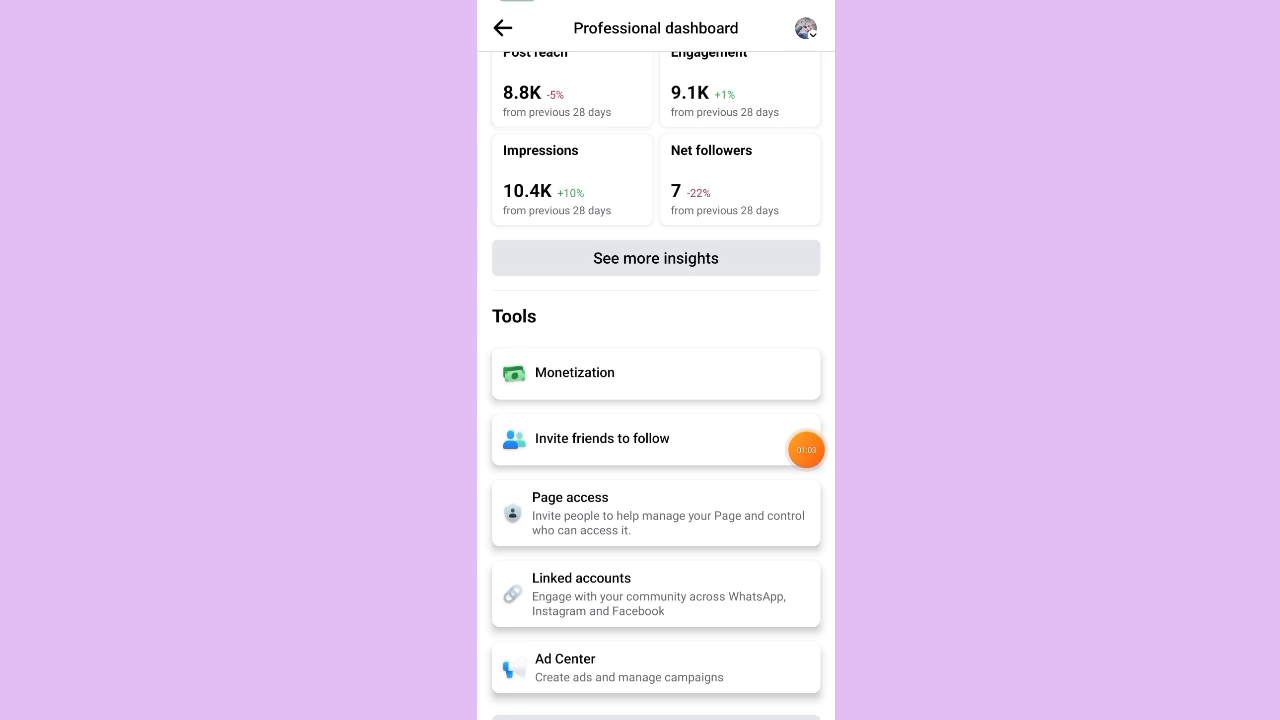 Professional dashboard
Post reach
Engagement
8.8K -5%
9.1K +1%
from previous 28 days
from previous 28 days
Impressions
Net followers
10.4K +10%
7 -22%
from previous 28 days
from previous 28 days
See more insights
Tools
Monetization
Invite friends to follow
01:03
Page access
Invite people to help manage your Page and control
who can access it.
Linked accounts
Engage with your community across WhatsApp,
Instagram and Facebook
Ad Center
Create ads and manage campaigns